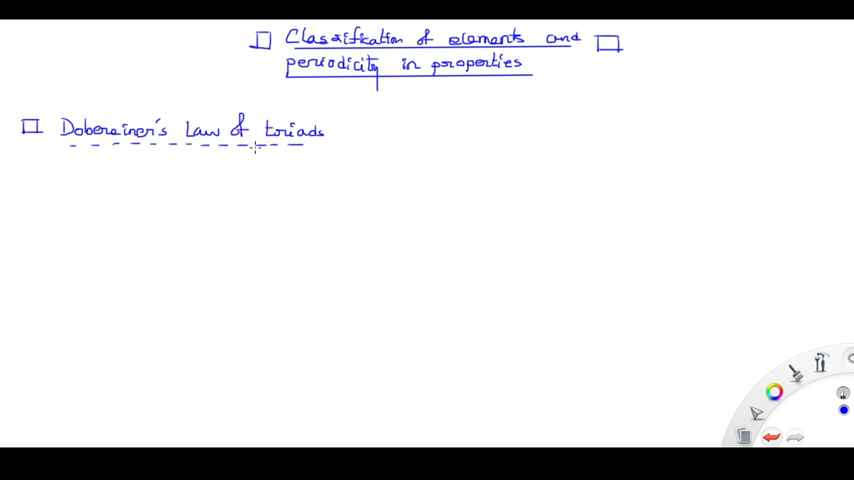 Classification of elements and
periodicity in properties
Dobereiner's Law of triads